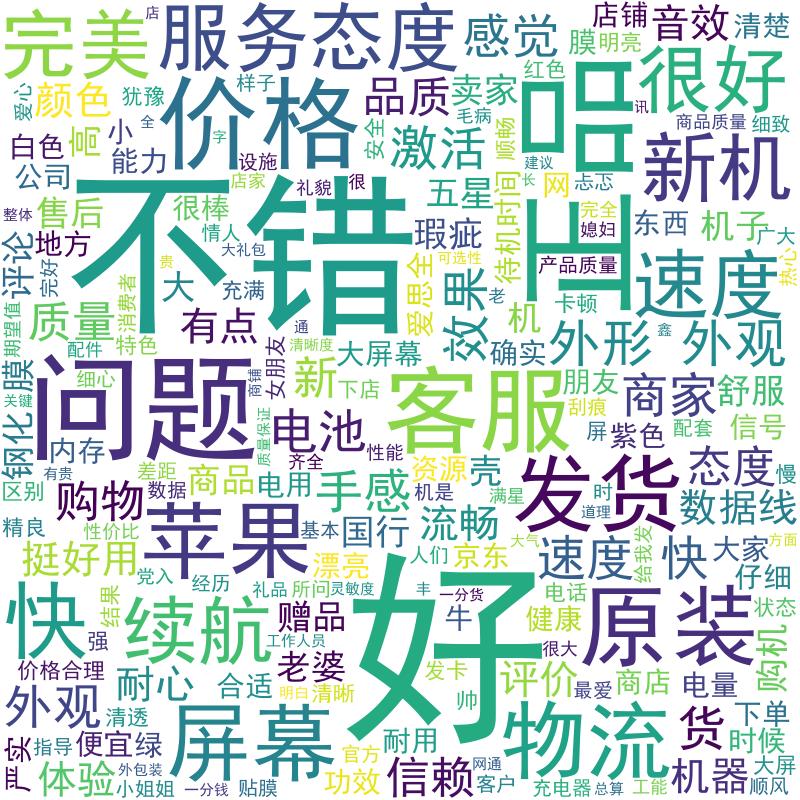 店
完美
服务态度
感觉
店铺
音效
清楚
膜
明亮
爱心
颜色
犹豫
样子
价格
品质
卖家
红色
很好
毛病
讯
高
小
全
字
激活
安全
顺畅
品
商品质量
细致
白色
能力
设施
建议
新机
公司
店家
礼貌
很
五星
网
忐忑
长
整体
售后
很棒
情人
不错
瑕疵
待机时间
完全
媳妇
东西
机子
广大
评论
地方
大礼包
可选性
产品质量
热心
完好
贵
爱思全
正
大
充满
老
卡顿
速度
期望值
消费者
质量
有点
通
效果
机
外形
鑫
外观
特色
配件
女朋友
清晰度
大屏幕
确实
钢化膜
细心
商铺
新
下店
客服
朋友
商家
舒服
关键
问题
质量保证
电池
刮痕
屏
紫色
配套
信号
内存
性能
有贵
差距
齐全
资源
壳
态度
慢
区别
购物
数据
商品
电用
手感
机是
满星
发货
时
数据线
道理
精良
性价比
苹果
基本
国行
流畅
大气
给我发
方面
挺好用
漂亮
人们
京东
速度
快
大家
党入
经历
礼品
所问
灵敏度
丰
一分货
电话
仔细
快
结果
续航
赠品
好
牛
健康
原装
状态
强
工作人员
很大
购机
价格合理
老婆
发卡
评价
最爱
商店
电量
耐心
合适
明白
清晰
帅
外观
清透
屏幕
官方
耐用
物流
货
下单
严实
指导
便宜
绿
时候
体验
外包装
功效
信赖
网通
机器
大屏
小姐姐
一分钱
贴膜
客户
充电器
总算
工能
顺风